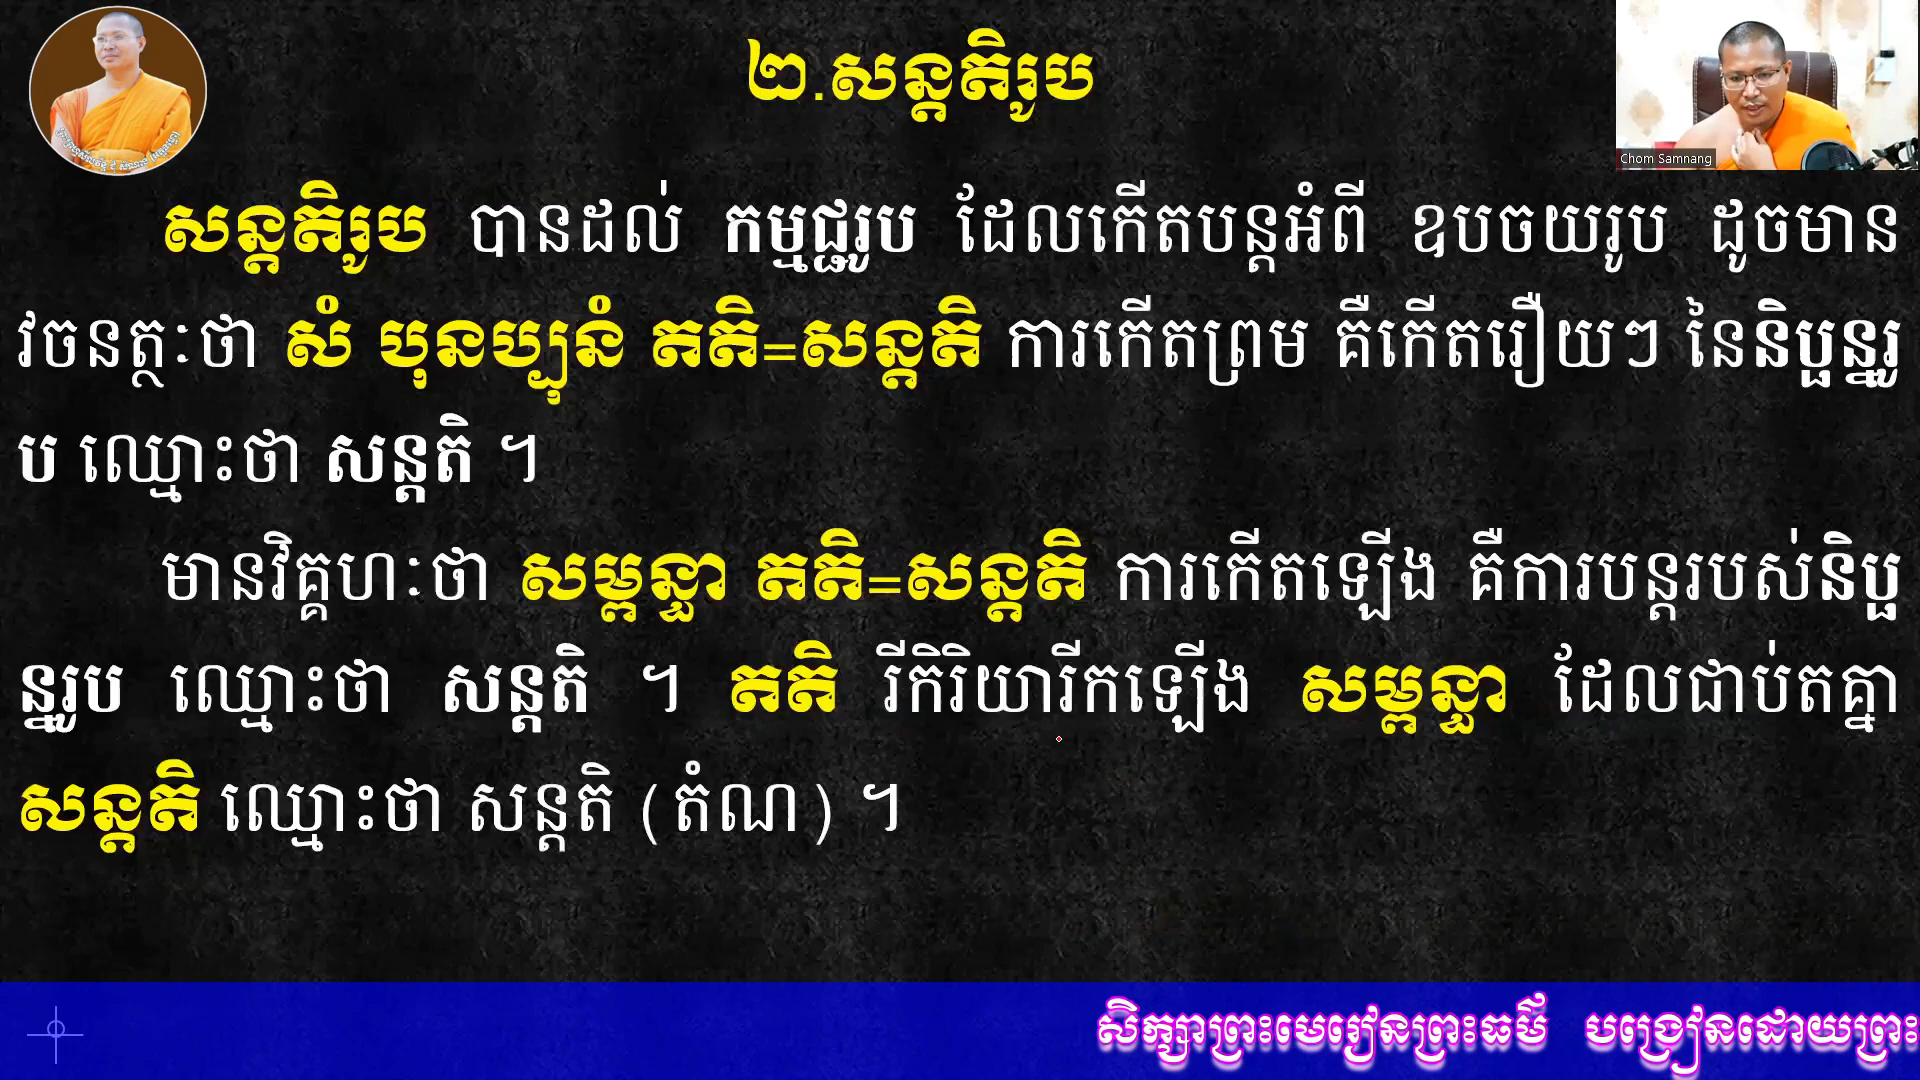 ២.សន្តតិរូប
Chom Samnang
សន្តតិរូប បានដល់ កម្មជ្ជរូប ដែលកើតបន្តអំពី ឧបចយរូប ដូចមាន
វចនត្ថៈថា សំ បុនប្បុនំ តតិ=សន្តតិ ការកើតព្រម គឺកើតរឿយៗ នៃនិប្ផន្នរូ
ប ឈ្មោះថា សន្តតិ ។
មានវិគ្គហៈថា សម្ពន្ធា តតិ=សន្តតិ ការកើតឡើង គឺការបន្តរបស់និប្ផ
ន្នរូប ឈ្មោះថា សន្តតិ ។ តតិ រីកិរិយារីកឡើង សម្ពន្ធា ដែលជាប់តគ្នា
សន្តតិ ឈ្មោះថា សន្តតិ (តំណ) ។
សិក្សាព្រះមេរៀនព្រះធម៌ បង្រៀនដោយព្រះ